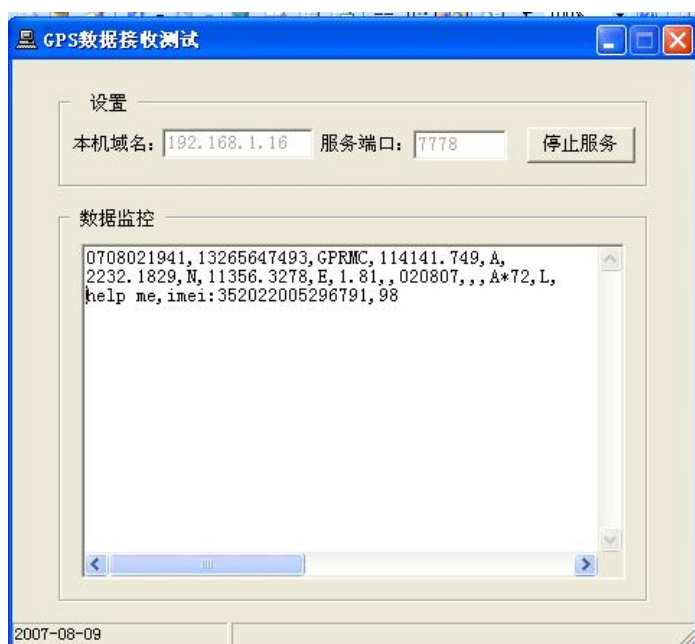 GPS数据接收测试
设置
本机域名: 192.168.1.16 服务端口: 7778 停止服务
数据监控
0708021941,13265647493,GPRMC,114141.749,A,
2232.1829,N,11356.3278,E,1.81,,020807,,,A*72,L,
help me,imei:352022005296791,98
2007-08-09